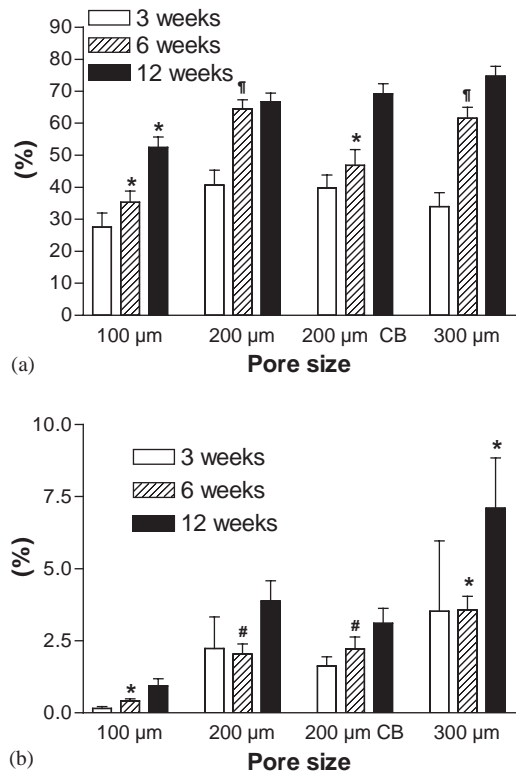 3 weeks
6 weeks
12 weeks
90
80
70
60
50
40
30
20
10
0
(%)
*
*
¶
*
¶
100 µm
200 µm
200 µm CB
300 µm
Pore size
(a)
10.0
7.5
5.0
2.5
0.0
(%)
3 weeks
6 weeks
12 weeks
*
#
#
*
*
100 µm
200 µm
200 µm CB
300 µm
Pore size
(b)